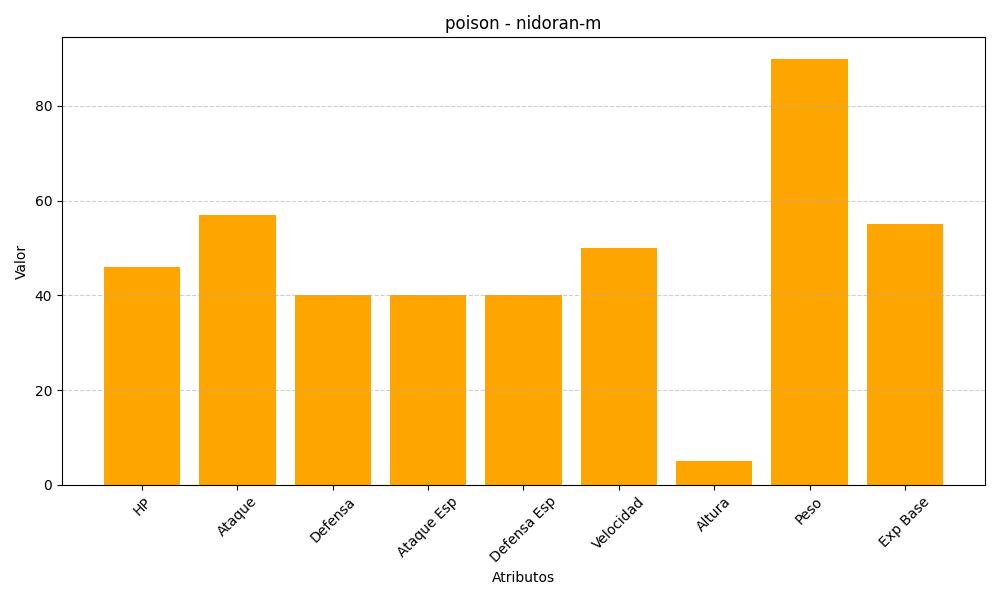 poison - nidoran-m
Valor
80
60
40
20
0
HP
Ataque
Defensa
Ataque Esp
Defensa Esp
Velocidad
Altura
Peso
Exp Base
Atributos